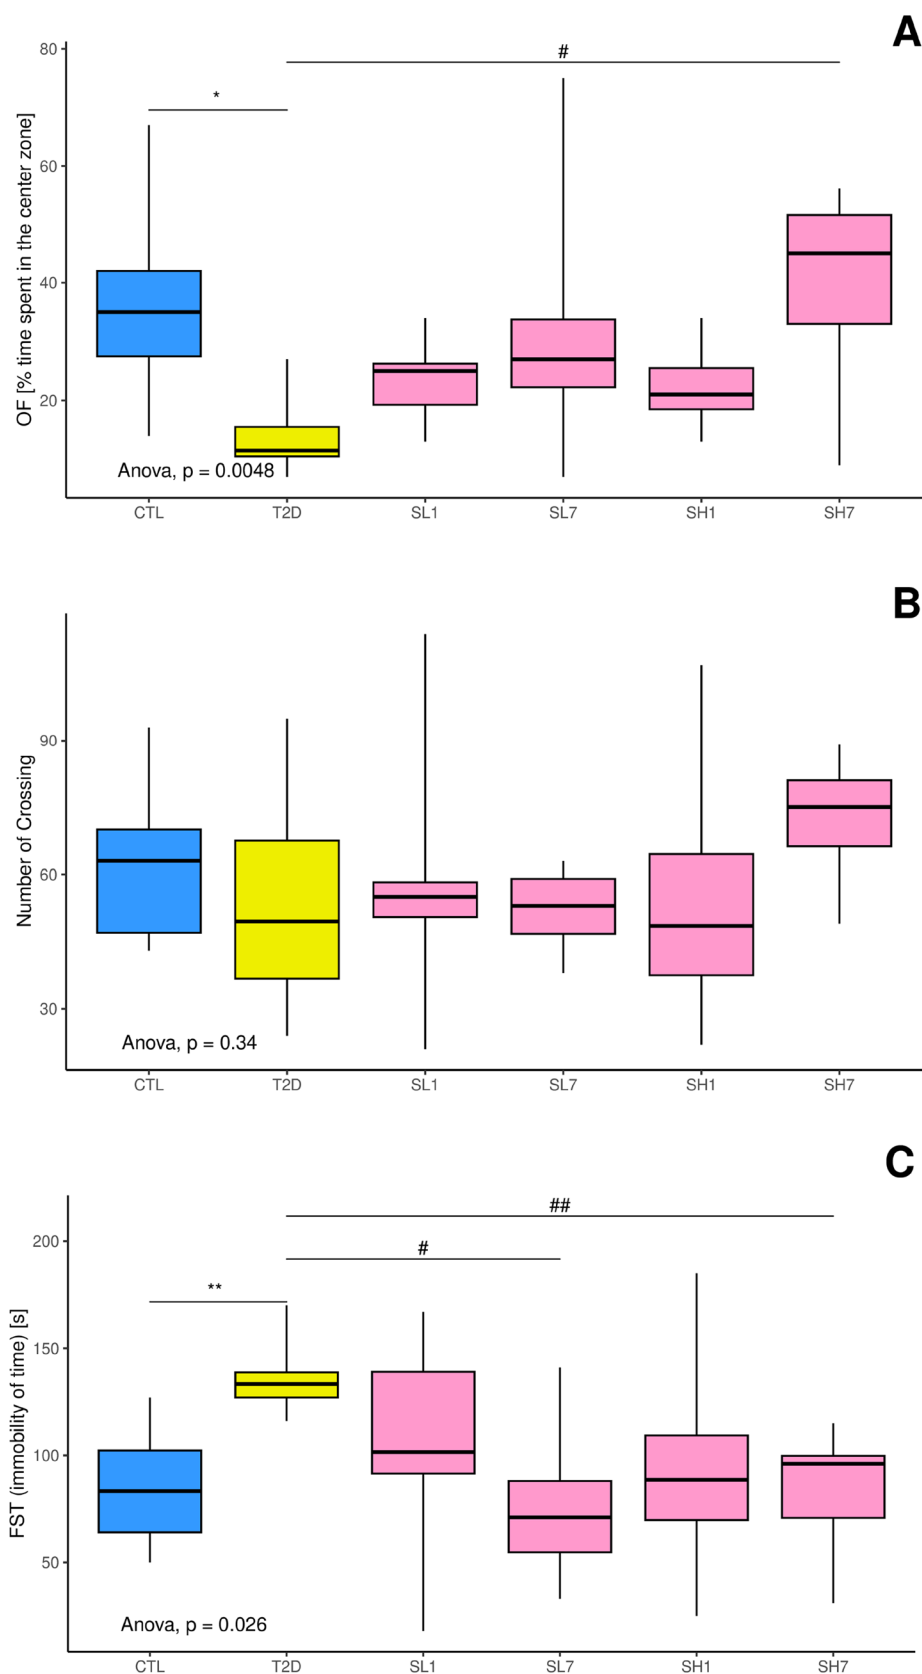 A
80
#
*
60
40
20
OF [% time spent in the center zone]
Anova, p = 0.0048
CTL T2D SL1 SL7 SH1 SH7
B
90
60
30
Number of Crossing
Anova, p = 0.34
CTL T2D SL1 SL7 SH1 SH7
C
##
200
#
**
150
100
50
FST (immobility of time) [s]
Anova, p = 0.026
CTL T2D SL1 SL7 SH1 SH7